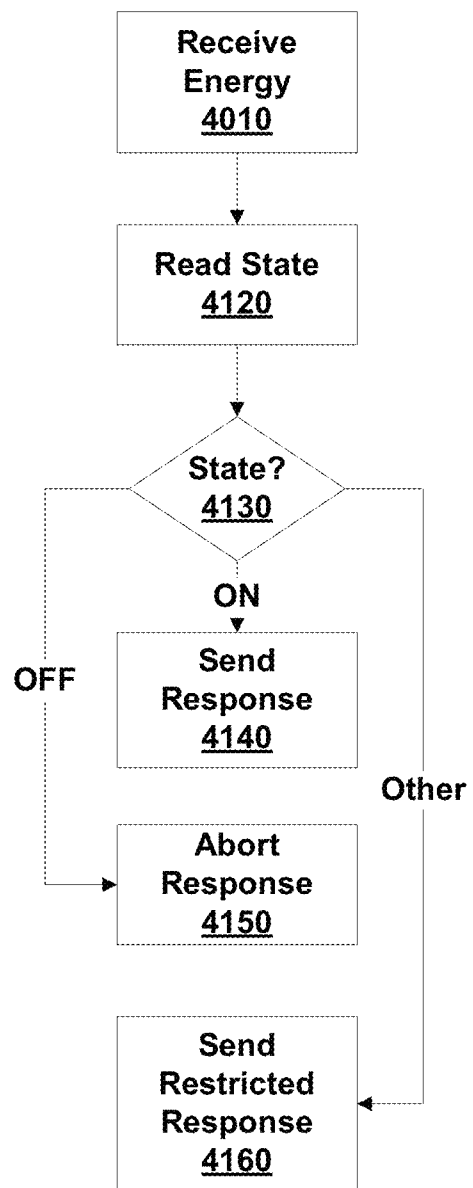 Receive
Energy
4010
Read State
4120
State?
4130
ON
OFF
Send
Response
4140
Other
Abort
Response
4150
Send
Restricted
Response
4160